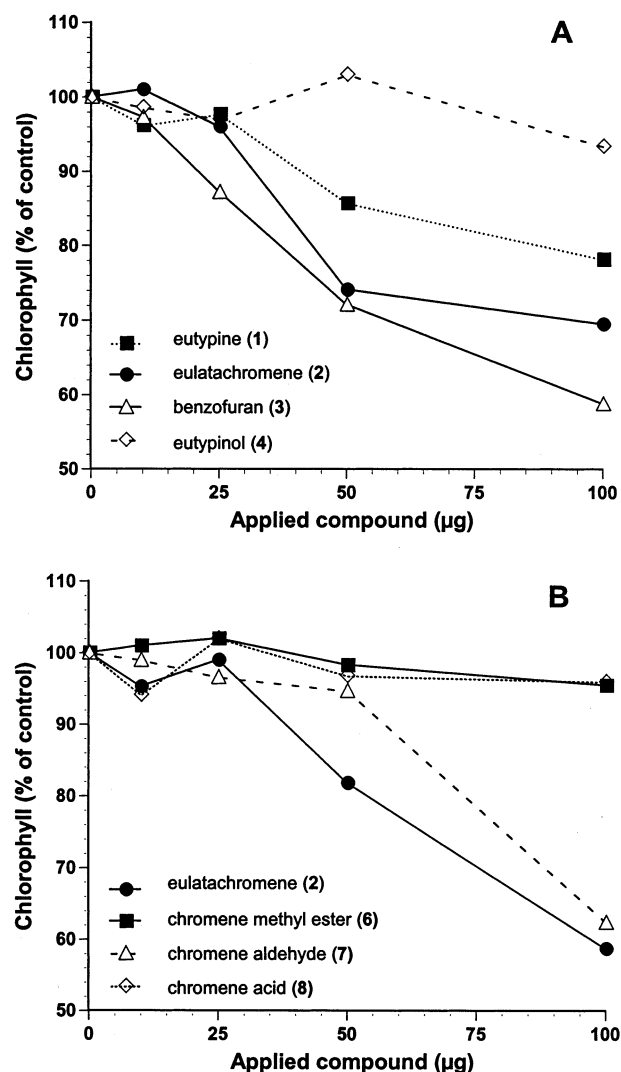 A
110
100
90
80
70
60
50
Chlorophyll (% of control)
eutypine (1)
eulatachromene (2)
benzofuran (3)
eutypinol (4)
0 25 50 75 100
Applied compound (µg)
B
110
100
90
80
70
60
50
Chlorophyll (% of control)
eulatachromene (2)
chromene methyl ester (6)
chromene aldehyde (7)
chromene acid (8)
0 25 50 75 100
Applied compound (µg)